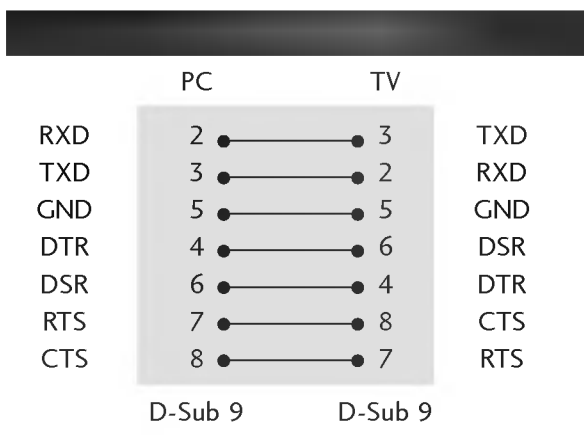 PC TV
RXD 2 3 TXD
TXD 3 2 RXD
GND 5 5 GND
DTR 4 6 DSR
DSR 6 4 DTR
RTS 7 8 CTS
CTS 8 7 RTS
D-Sub 9 D-Sub 9